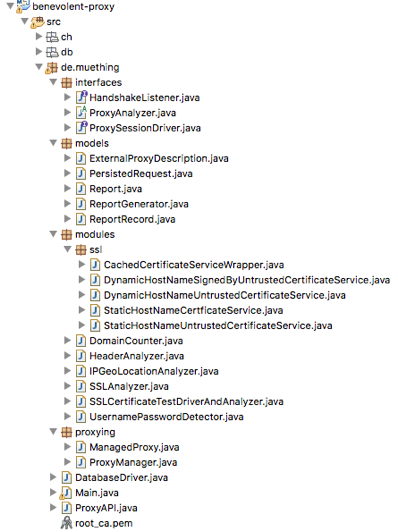 benevolent-proxy
src
ch
db
de.muething
interfaces
HandshakeListener.java
ProxyAnalyzer.java
ProxySessionDriver.java
models
ExternalProxyDescription.java
PersistedRequest.java
Report.java
ReportGenerator.java
ReportRecord.java
modules
ssl
CachedCertificateServiceWrapper.java
DynamicHostNameSignedByUntrustedCertificateService.java
DynamicHostNameUntrustedCertificateService.java
StaticHostNameCertficateService.java
StaticHostNameUntrustedCertificateService.java
DomainCounter.java
HeaderAnalyzer.java
IPGeoLocationAnalyzer.java
SSLAnalyzer.java
SSLCertificateTestDriverAndAnalyzer.java
UsernamePasswordDetector.java
proxying
ManagedProxy.java
ProxyManager.java
DatabaseDriver.java
Main.java
ProxyAPI.java
root_ca.pem